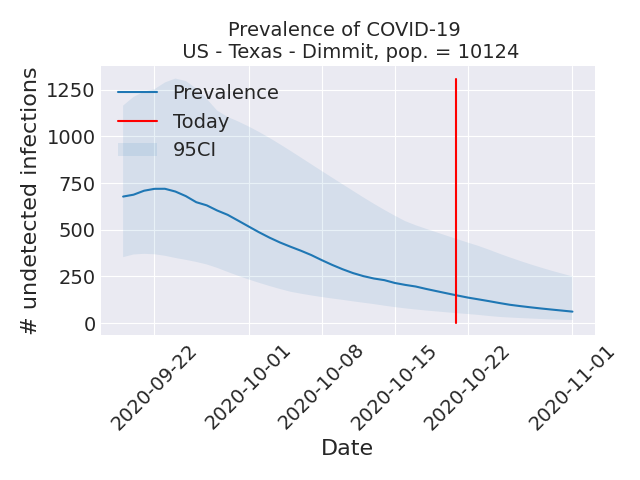 Prevalence of COVID-19
US - Texas - Dimmit, pop. = 10124
# undetected infections
1250
1000
750
500
250
0
Prevalence
Today
95CI
2020-09-22
2020-10-01
2020-10-08
2020-10-15
2020-10-22
2020-11-01
Date